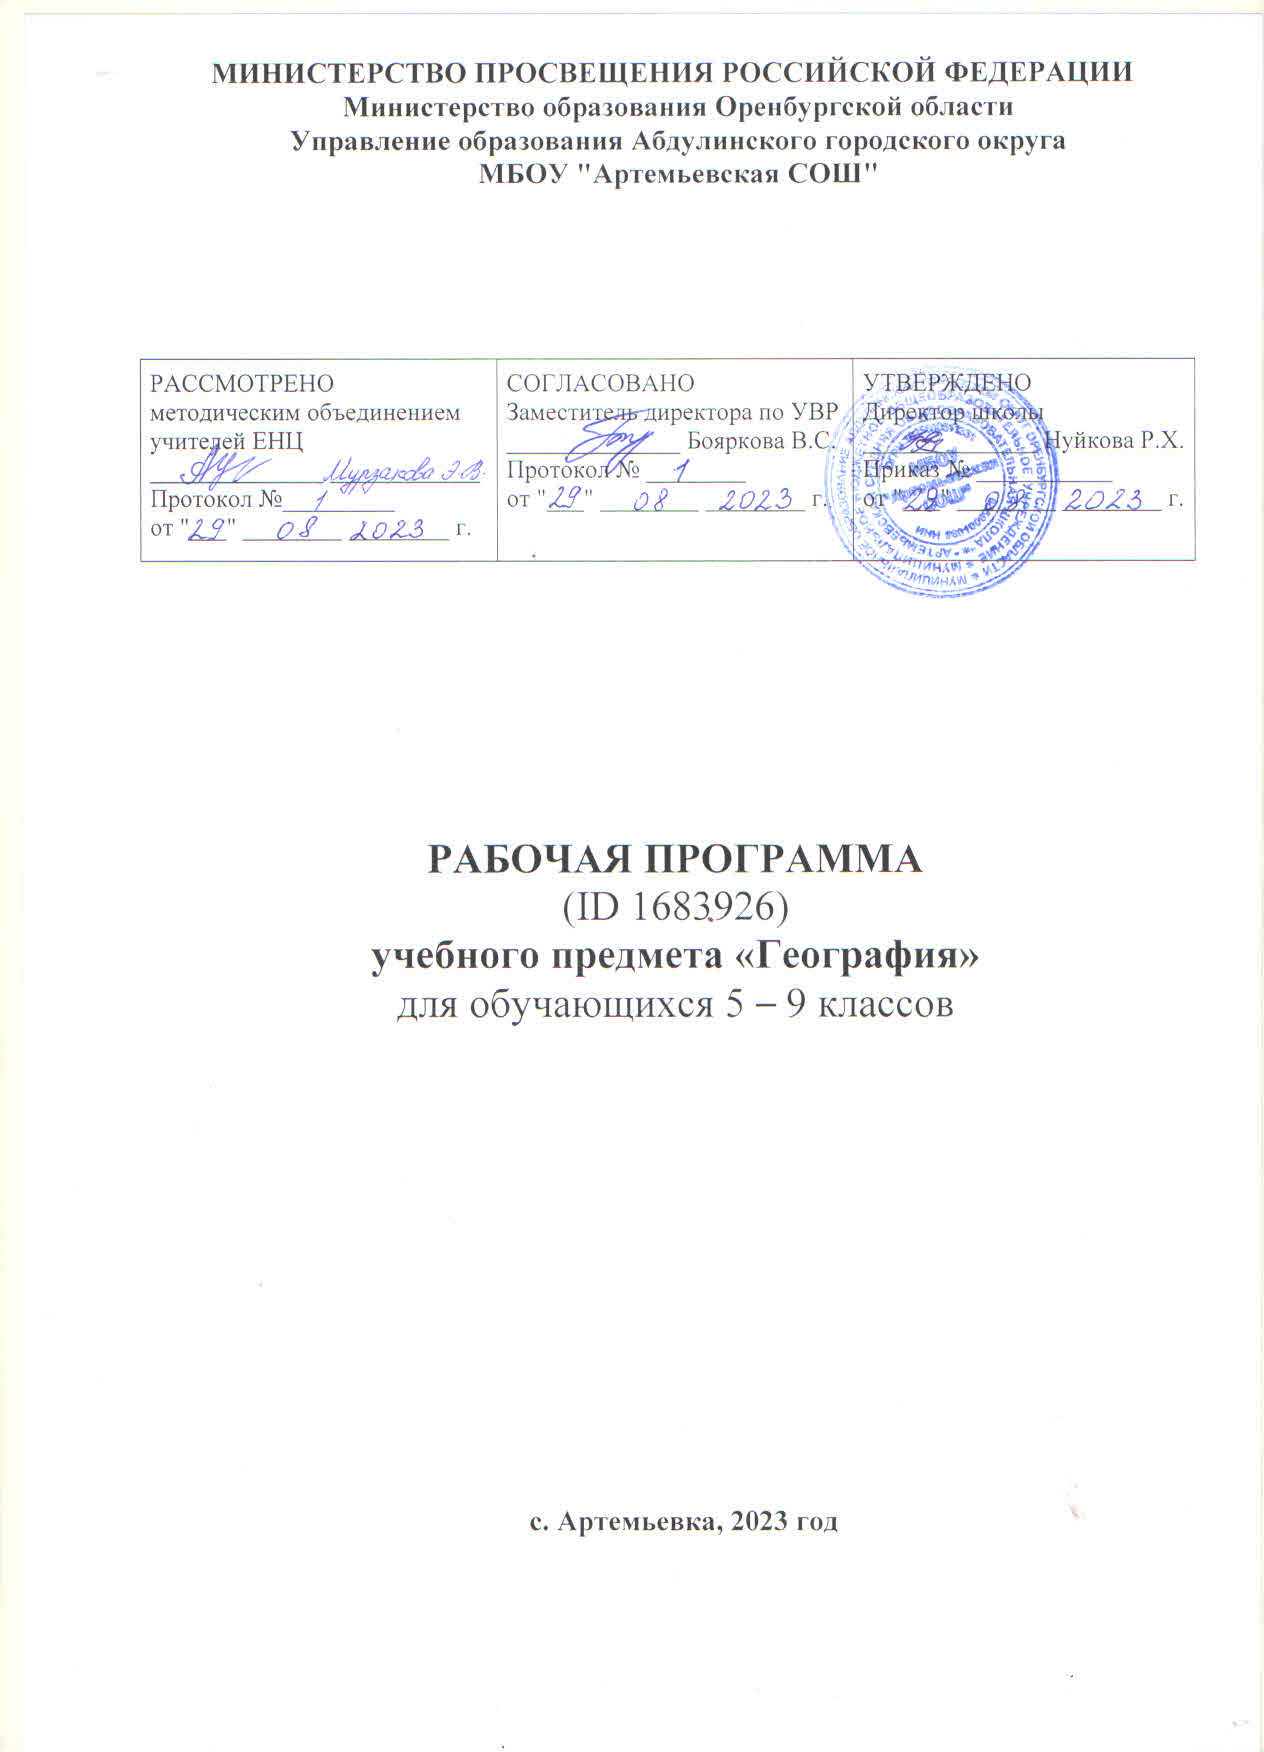 МИНИСТЕРСТВО ПРОСВЕЩЕНИЯ РОССИЙСКОЙ ФЕДЕРАЦИИ
Министерство образования Оренбургской области
Управление образования Абдулинского городского округа
МБОУ "Артемьевская СОШ"
РАССМОТРЕНО
методическим объединением
учителей ЕНЦ
Мурзакова Э.В.
Протокол № 1
от "29" 08 2023 г.
СОГЛАСОВАНО
Заместитель директора по УВР
Бояркова В.С.
Протокол № 1
от "29" 08 2023 г.
УТВЕРЖДЕНО
Директор школы
Нуйкова Р.Х.
Приказ №
от "29" 08 2023 г.
РАБОЧАЯ ПРОГРАММА
(ID 1683926)
учебного предмета «География»
для обучающихся 5 – 9 классов
с. Артемьевка, 2023 год